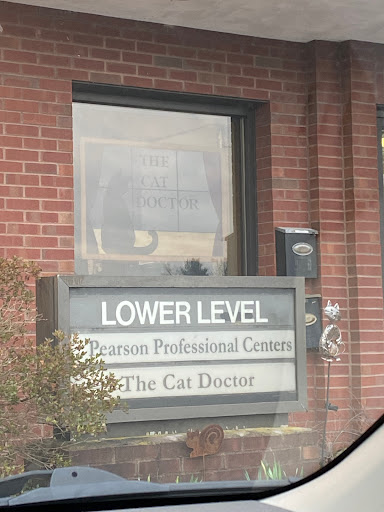 THE
CAT
DOCTOR
LOWER LEVEL
Pearson Professional Centers
The Cat Doctor